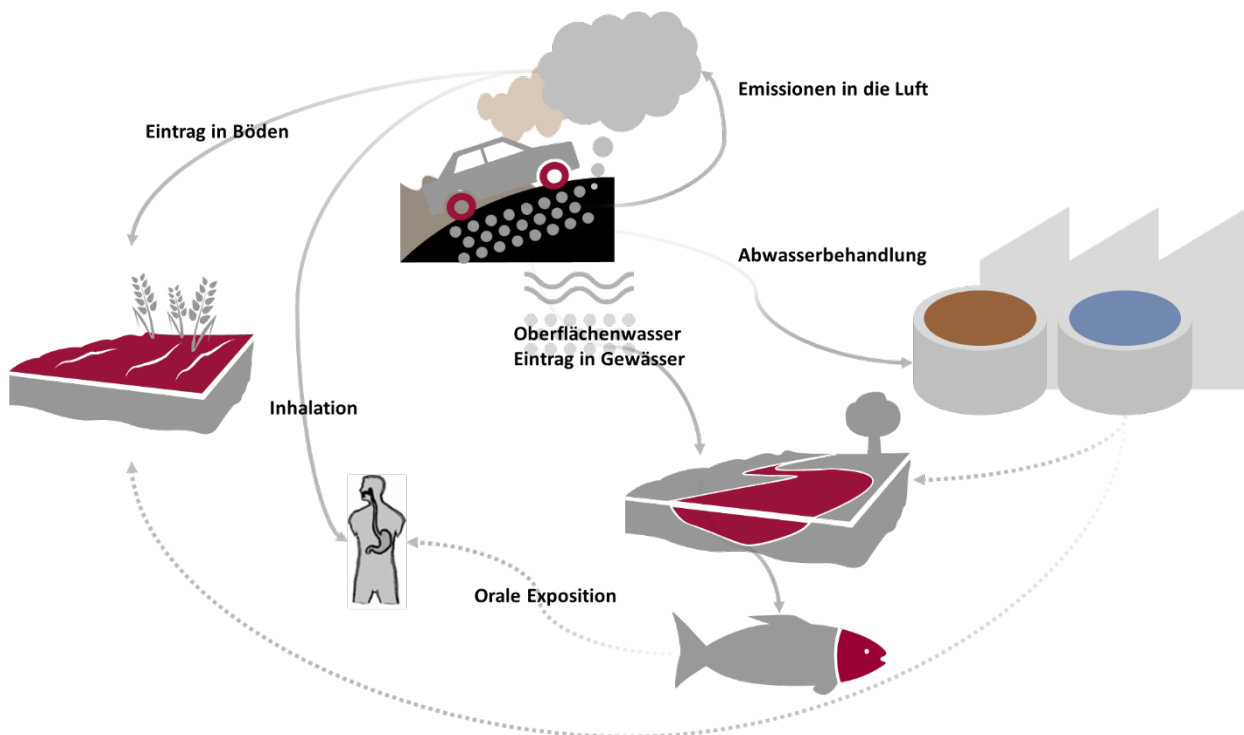 Emissionen in die Luft
Eintrag in Böden
Abwasserbehandlung
Oberflächenwasser
Eintrag in Gewässer
Inhalation
Orale Exposition